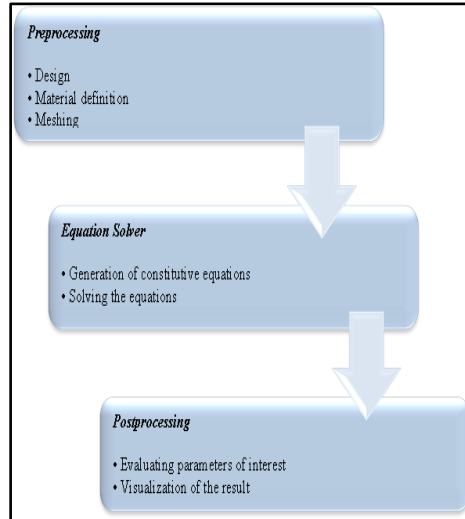 Preprocessing
• Design
• Material definition
• Meshing
Equation Solver
• Generation of constitutive equations
• Solving the equations
Postprocessing
• Evaluating parameters of interest
• Visualization of the result